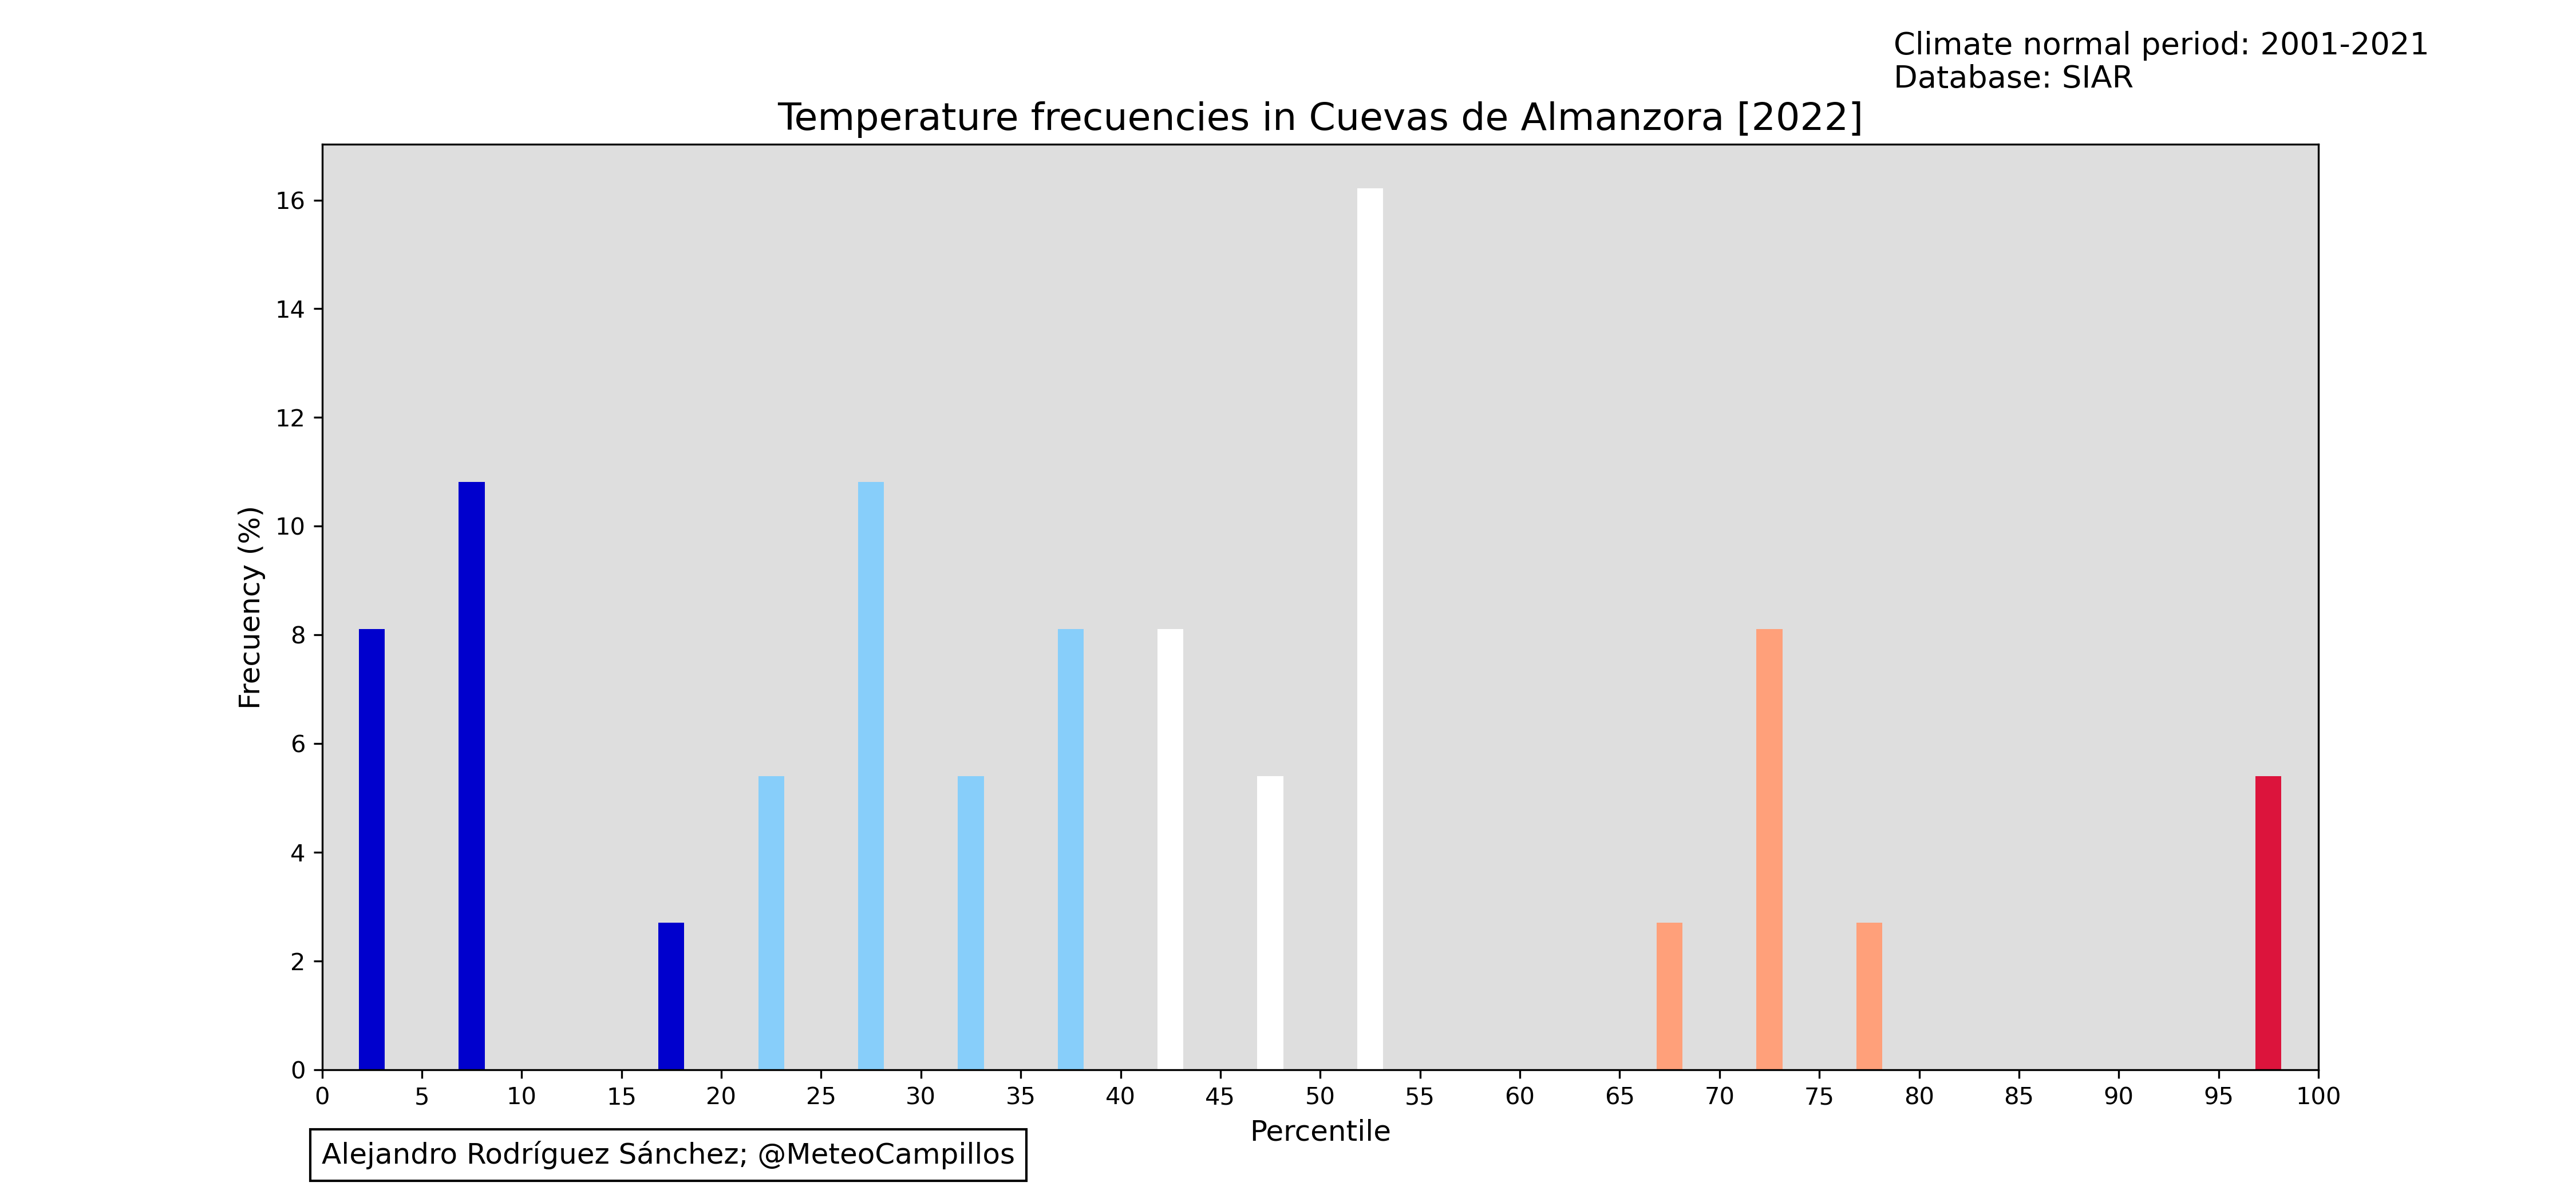 Climate normal period: 2001-2021
Database: SIAR
Temperature frecuencies in Cuevas de Almanzora [2022]
16
14
12
10
8
6
4
2
0
Frecuency (%)
0 5 10 15 20 25 30 35 40 45 50 55 60 65 70 75 80 85 90 95 100
Percentile
Alejandro Rodríguez Sánchez; @MeteoCampillos